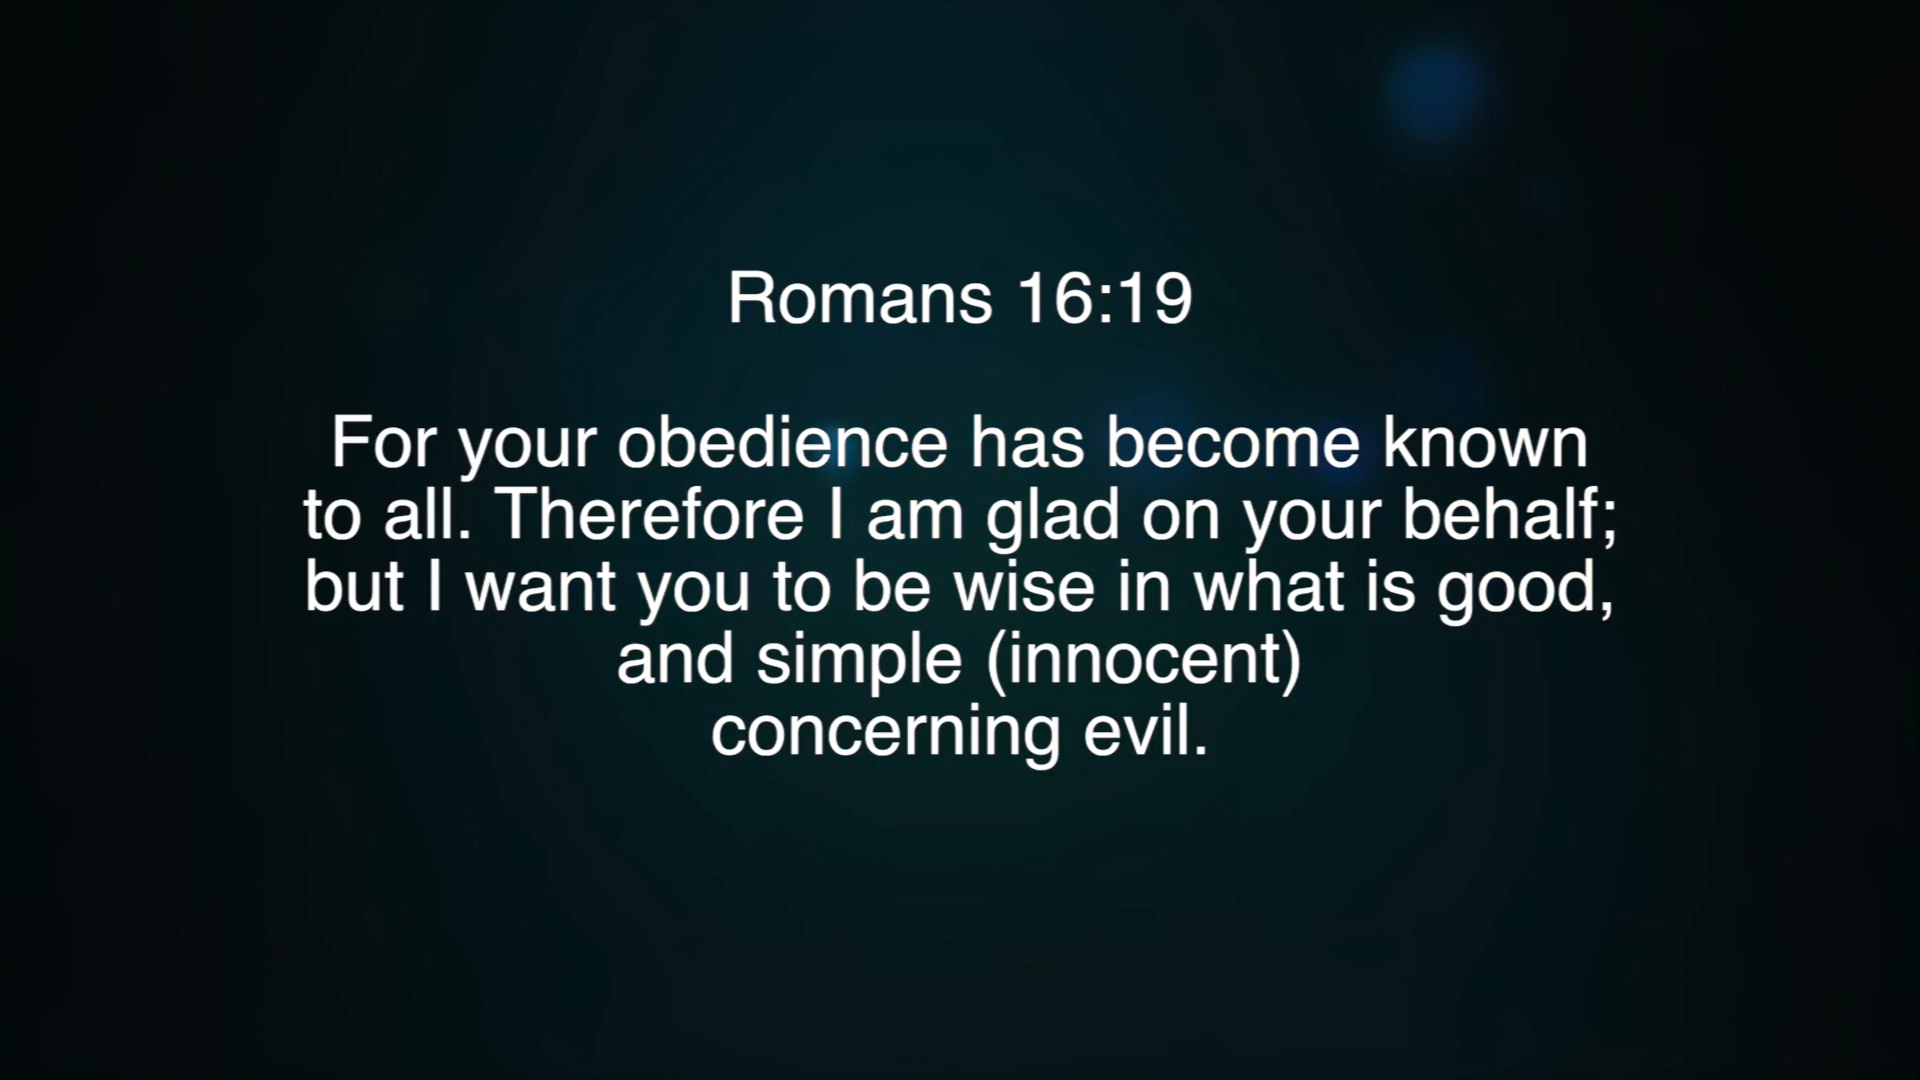 Romans 16:19
For your obedience has become known
to all. Therefore I am glad on your behalf;
but I want you to be wise in what is good,
and simple (innocent)
concerning evil.